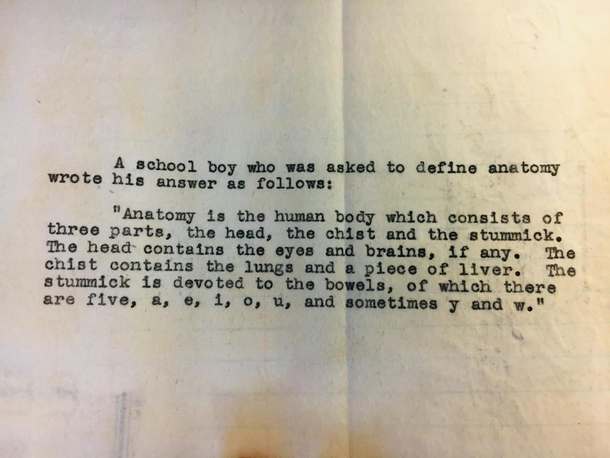 A school boy who was asked to define anatomy
wrote his answer as follows:
"Anatomy is the human body which consists of
three parts, the head, the chist and the stummick.
The head contains the eyes and brains, if any. The
chist contains the lungs and a piece of liver. The
stummick is devoted to the bowels, of which there
are five, a, e, i, o, u, and sometimes y and w."